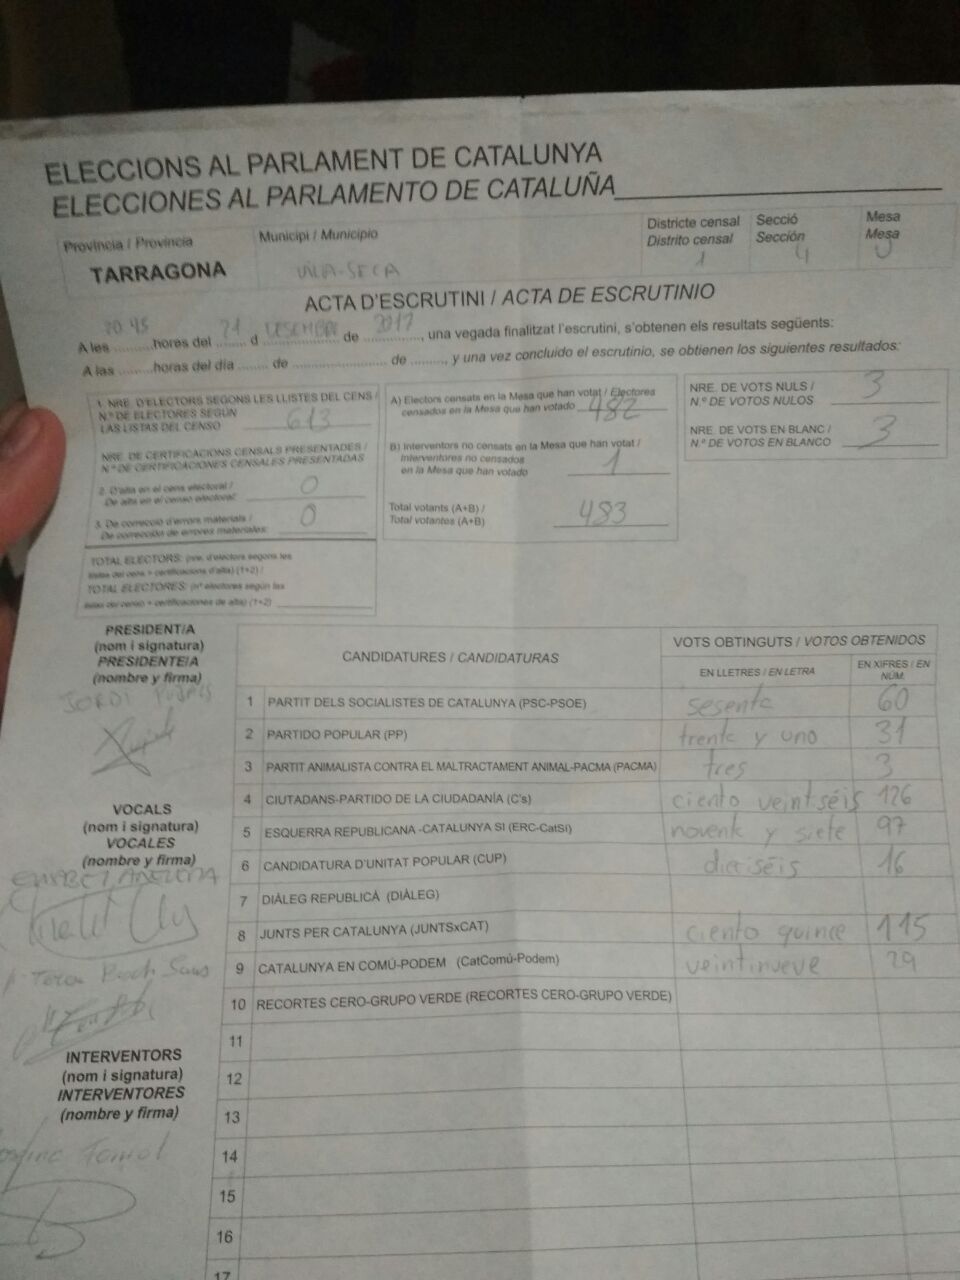 ELECCIONS AL PARLAMENT DE CATALUNYA
ELECCIONES AL PARLAMENTO DE CATALUÑA
Província / Provincia
TARRAGONA
Municipi / Municipio
VILA-SECA
Districte censal
Distrito censal
1
Secció
Sección
4
Mesa
Mesa
U
ACTA D'ESCRUTINI / ACTA DE ESCRUTINIO
A les 20:45 hores del 21 d DESEMBRE de 2017, una vegada finalitzat l'escrutini, s'obtenen els resultats següents:
A las .......... horas del día ....... de .................... de ........, y una vez concluido el escrutinio, se obtienen los siguientes resultados:
1. NRE. D'ELECTORS SEGONS LES LLISTES DEL CENS /
N.º DE ELECTORES SEGÚN
LAS LISTAS DEL CENSO 613
NRE. DE CERTIFICACIONS CENSALS PRESENTADES /
N.º DE CERTIFICACIONES CENSALES PRESENTADAS
2. D'alta en el cens electoral /
De alta en el censo electoral: 0
3. De correcció d'errors materials /
De corrección de errores materiales: 0
TOTAL ELECTORS: (nre. d'electors segons les
llistes del cens + certificacions d'alta) (1+2) /
TOTAL ELECTORES: (nº electores según las
listas del censo + certificaciones de alta) (1+2)
A) Electors censats en la Mesa que han votat / Electores
censados en la Mesa que han votado 482
B) Interventors no censats en la Mesa que han votat /
Interventores no censados
en la Mesa que han votado 1
Total votants (A+B) /
Total votantes (A+B) 483
NRE. DE VOTS NULS /
N.º DE VOTOS NULOS 3
NRE. DE VOTS EN BLANC /
N.º DE VOTOS EN BLANCO 3
PRESIDENT/A
(nom i signatura)
PRESIDENTE/A
(nombre y firma)
JORDI
VOCALS
(nom i signatura)
VOCALES
(nombre y firma)
INTERVENTORS
(nom i signatura)
INTERVENTORES
(nombre y firma)
CANDIDATURES / CANDIDATURAS
VOTS OBTINGUTS / VOTOS OBTENIDOS
EN LLETRES / EN LETRA
EN XIFRES / EN NÚM.
1 PARTIT DELS SOCIALISTES DE CATALUNYA (PSC-PSOE) sesenta 60
2 PARTIDO POPULAR (PP) trenta y uno 31
3 PARTIT ANIMALISTA CONTRA EL MALTRACTAMENT ANIMAL-PACMA (PACMA) tres 3
4 CIUTADANS-PARTIDO DE LA CIUDADANÍA (C's) ciento veintiséis 126
5 ESQUERRA REPUBLICANA -CATALUNYA SI (ERC-CatSí) noventa y siete 97
6 CANDIDATURA D'UNITAT POPULAR (CUP) dieciséis 16
7 DIÀLEG REPUBLICÀ (DIÀLEG)
8 JUNTS PER CATALUNYA (JUNTSxCAT) ciento quince 115
9 CATALUNYA EN COMÚ-PODEM (CatComú-Podem) veintinueve 29
10 RECORTES CERO-GRUPO VERDE (RECORTES CERO-GRUPO VERDE)
11
12
13
14
15
16
17